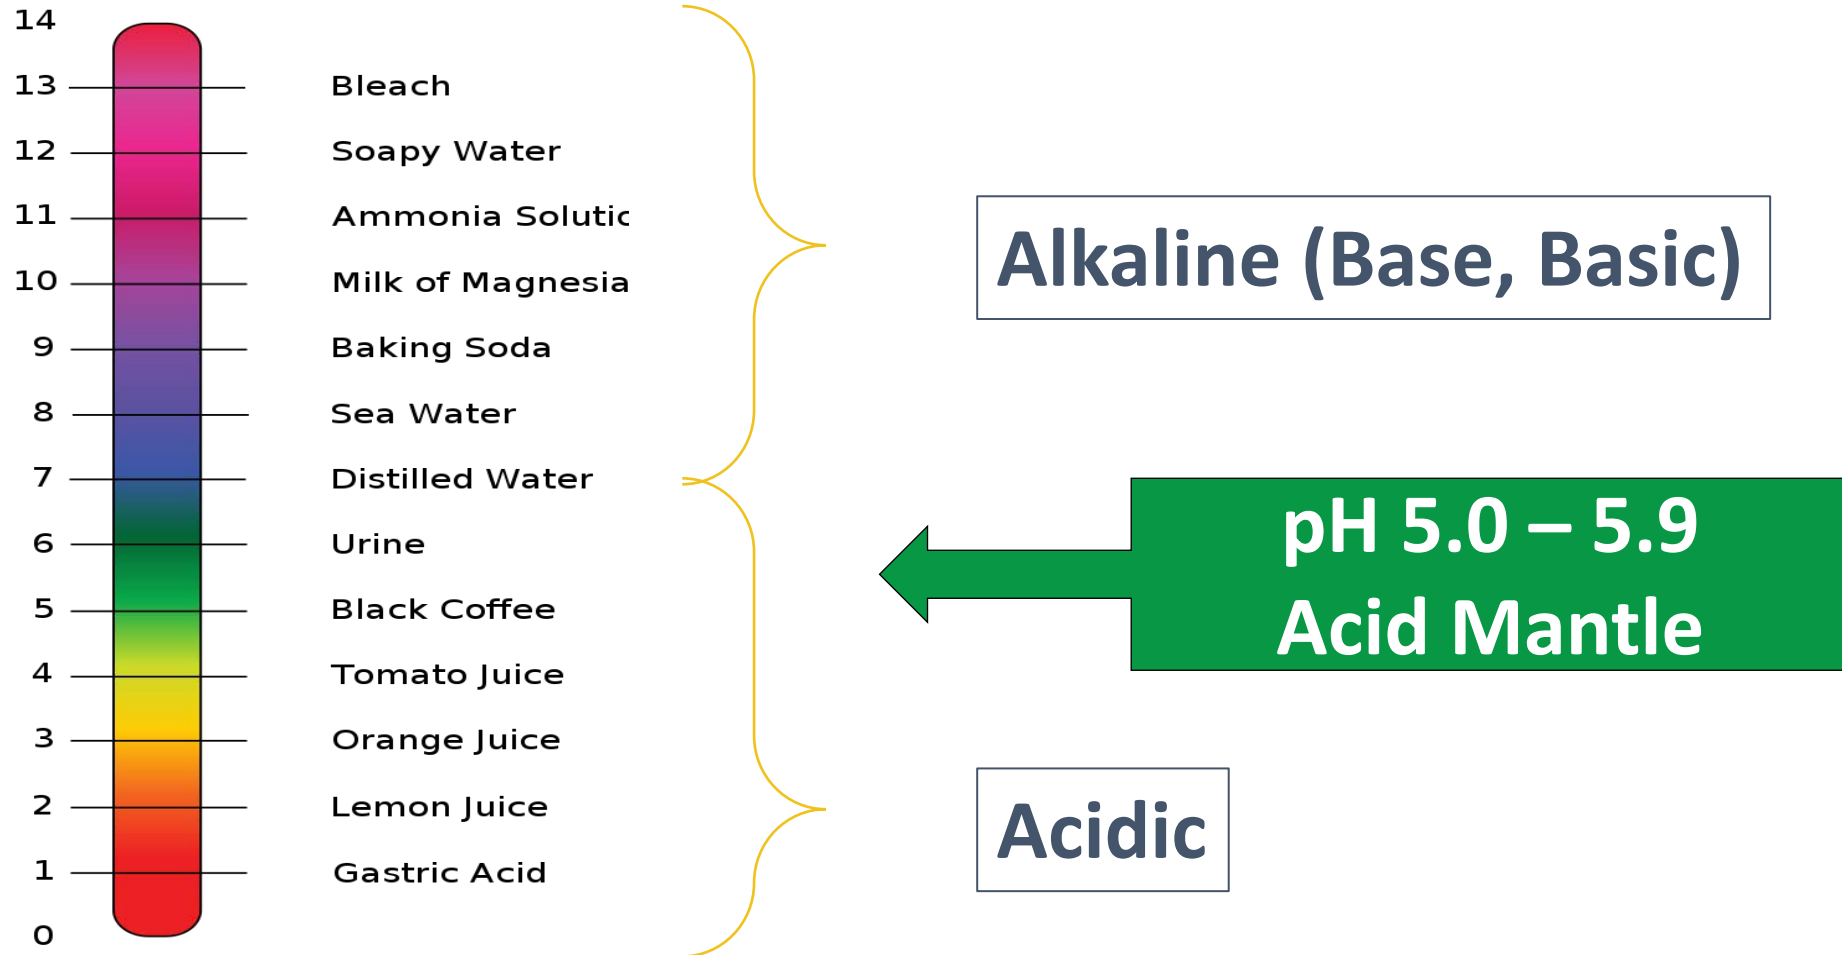 14
13 Bleach
12 Soapy Water
11 Ammonia Solutic
10 Milk of Magnesia
9 Baking Soda
8 Sea Water
7 Distilled Water
6 Urine
5 Black Coffee
4 Tomato Juice
3 Orange Juice
2 Lemon Juice
1 Gastric Acid
0
Alkaline (Base, Basic)
pH 5.0 – 5.9
Acid Mantle
Acidic